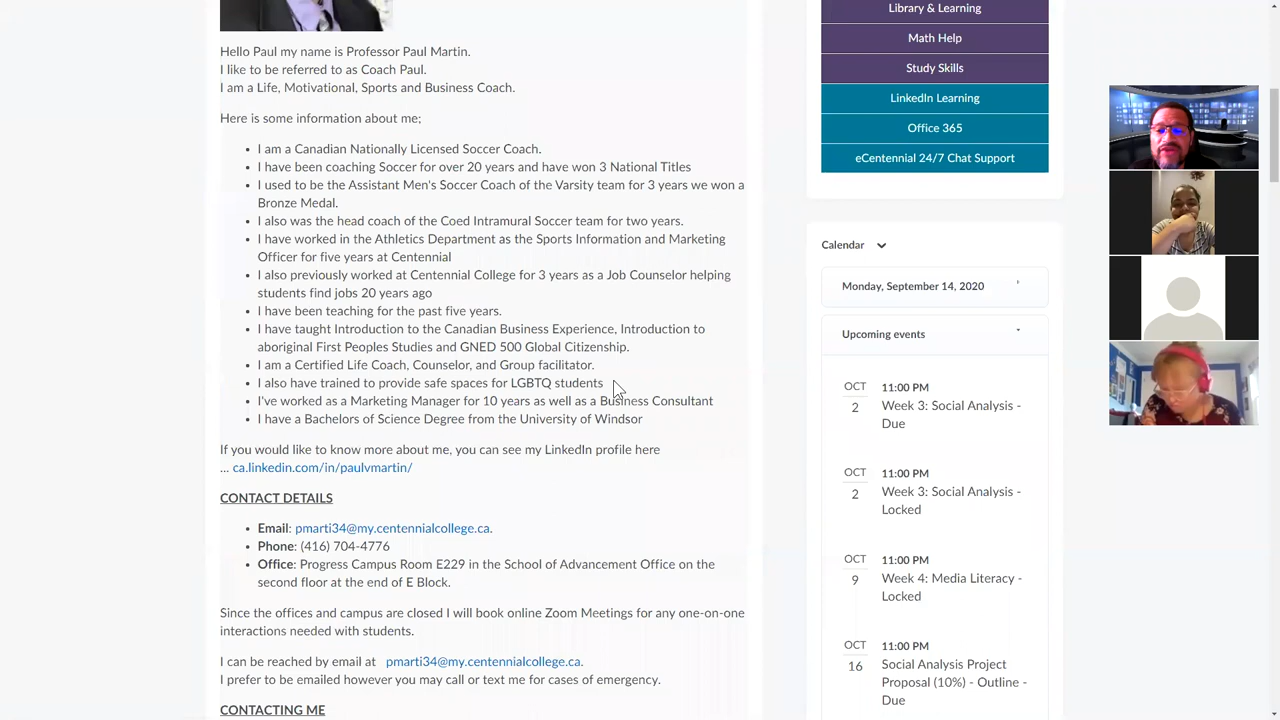 Hello Paul my name is Professor Paul Martin.
I like to be referred to as Coach Paul.
I am a Life, Motivational, Sports and Business Coach.
Here is some information about me;
• I am a Canadian Nationally Licensed Soccer Coach.
• I have been coaching Soccer for over 20 years and have won 3 National Titles
• I used to be the Assistant Men's Soccer Coach of the Varsity team for 3 years we won a
Bronze Medal.
• I also was the head coach of the Coed Intramural Soccer team for two years.
• I have worked in the Athletics Department as the Sports Information and Marketing
Officer for five years at Centennial
• I also previously worked at Centennial College for 3 years as a Job Counselor helping
students find jobs 20 years ago
• I have been teaching for the past five years.
• I have taught Introduction to the Canadian Business Experience, Introduction to
aboriginal First Peoples Studies and GNED 500 Global Citizenship.
• I am a Certified Life Coach, Counselor, and Group facilitator.
• I also have trained to provide safe spaces for LGBTQ students
• I've worked as a Marketing Manager for 10 years as well as a Business Consultant
• I have a Bachelors of Science Degree from the University of Windsor
If you would like to know more about me, you can see my LinkedIn profile here
... ca.linkedin.com/in/paulvmartin/
CONTACT DETAILS
• Email: pmarti34@my.centennialcollege.ca.
• Phone: (416) 704-4776
• Office: Progress Campus Room E229 in the School of Advancement Office on the
second floor at the end of E Block.
Since the offices and campus are closed I will book online Zoom Meetings for any one-on-one
interactions needed with students.
I can be reached by email at pmarti34@my.centennialcollege.ca.
I prefer to be emailed however you may call or text me for cases of emergency.
CONTACTING ME
Library & Learning
Math Help
Study Skills
LinkedIn Learning
Office 365
eCentennial 24/7 Chat Support
Calendar
Monday, September 14, 2020
Upcoming events
OCT
2
11:00 PM
Week 3: Social Analysis -
Due
OCT
2
11:00 PM
Week 3: Social Analysis -
Locked
OCT
9
11:00 PM
Week 4: Media Literacy -
Locked
OCT
16
11:00 PM
Social Analysis Project
Proposal (10%) - Outline -
Due